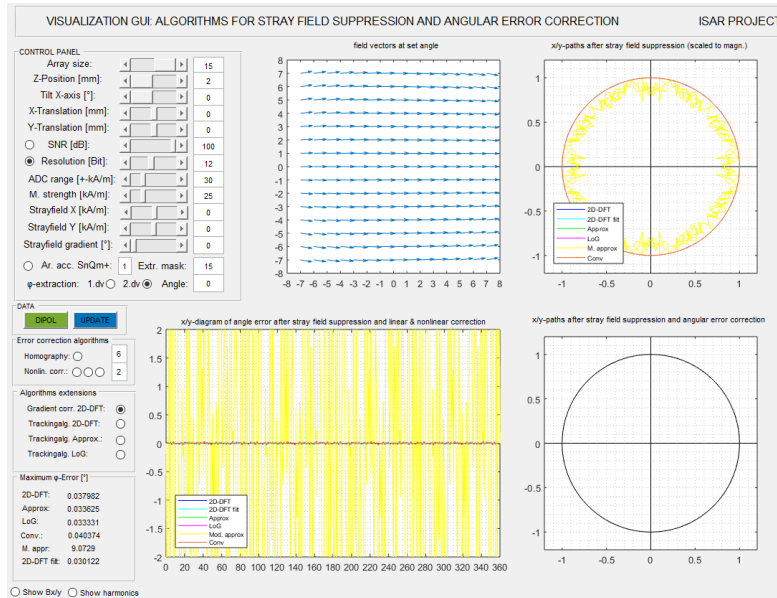 VISUALIZATION GUI: ALGORITHMS FOR STRAY FIELD SUPPRESSION AND ANGULAR ERROR CORRECTION ISAR PROJECT
CONTROL PANEL
Array size: 15
Z-Position [mm]: 2
Tilt X-axis [°]: 0
X-Translation [mm] 0
Y-Translation [mm] 0
SNR [dB]: 100
Resolution [Bit]: 12
ADC range [+-kA/m]: 30
M. strength [kA/m]: 25
Strayfield X [kA/m]: 0
Strayfield Y [kA/m]: 0
Strayfield gradient [°]: 0
Ar. acc. SnQm+: 1 Extr. mask: 15
φ-extraction: 1.dv 2.dv Angle: 0
field vectors at set angle
8
7
6
5
4
3
2
1
0
-1
-2
-3
-4
-5
-6
-7
-8
-8 -7 -6 -5 -4 -3 -2 -1 0 1 2 3 4 5 6 7 8
x/y-paths after stray field suppression (scaled to magn.)
1
0.5
0
-0.5
-1
2D-DFT
2D-DFT filt
Approx
LoG
M. approx
Conv
-1 -0.5 0 0.5 1
DATA
DIPOL UPDATE
Error correction algorithms
Homography: 6
Nonlin. corr.: 2
Algorithms extensions
Gradient corr. 2D-DFT:
Trackingalg. 2D-DFT:
Trackingalg. Approx.:
Trackingalg. LoG:
Maximum φ-Error [°]
2D-DFT: 0.037982
Approx: 0.033625
LoG: 0.033331
Conv.: 0.040374
M. appr: 9.0729
2D-DFT filt: 0.030122
Show Bx/y Show harmonics
x/y-diagram of angle error after stray field suppression and linear & nonlinear correction
2
1.5
1
0.5
0
-0.5
-1
-1.5
-2
2D-DFT
2D-DFT filt
Approx
LoG
Mod. approx
Conv
0 20 40 60 80 100 120 140 160 180 200 220 240 260 280 300 320 340 360
x/y-paths after stray field suppression and angular error correction
1
0.5
0
-0.5
-1
-1 -0.5 0 0.5 1